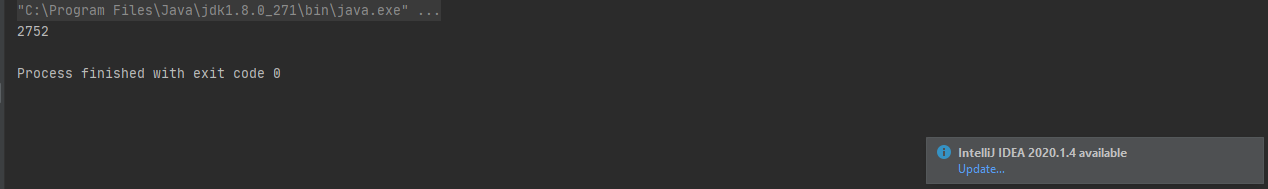 "C:\Program Files\Java\jdk1.8.0_271\bin\java.exe" ...
2752
Process finished with exit code 0
IntelliJ IDEA 2020.1.4 available
Update...